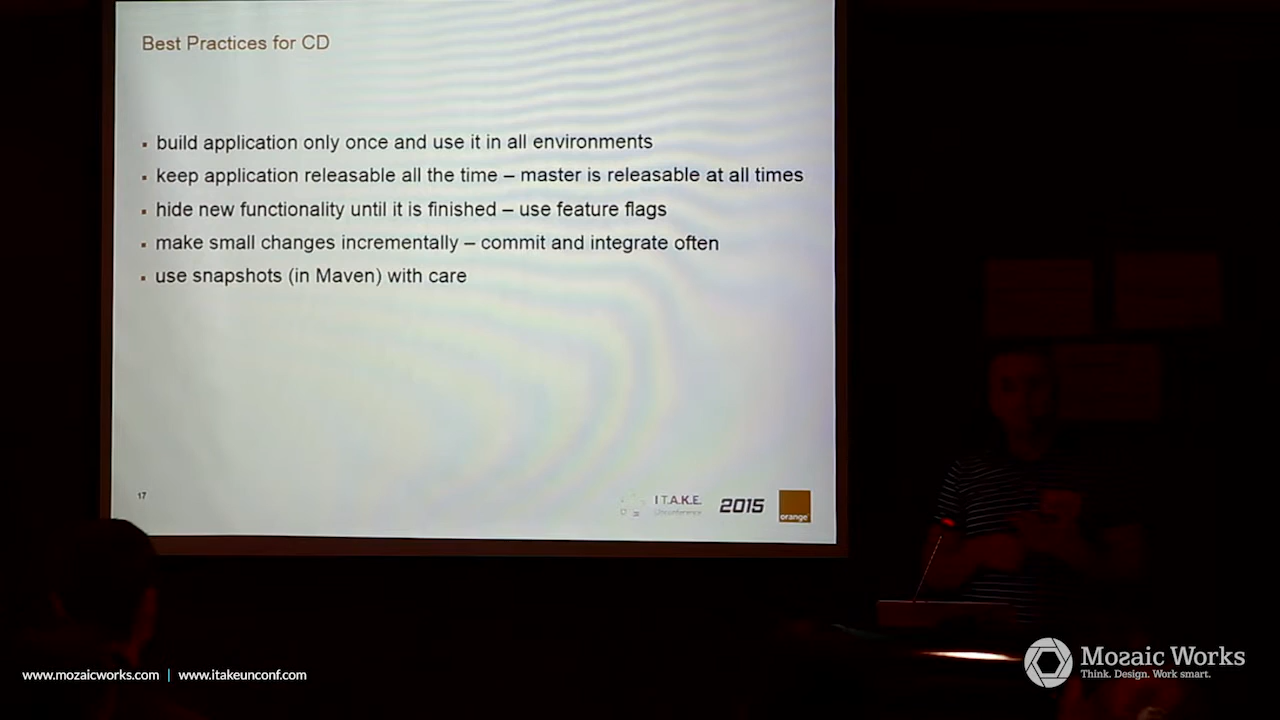 Best Practices for CD
▪ build application only once and use it in all environments
▪ keep application releasable all the time – master is releasable at all times
▪ hide new functionality until it is finished – use feature flags
▪ make small changes incrementally – commit and integrate often
▪ use snapshots (in Maven) with care
17
I T.A.K.E.
Unconference
2015
orange
www.mozaicworks.com | www.itakeunconf.com
Mozaic Works
Think. Design. Work smart.